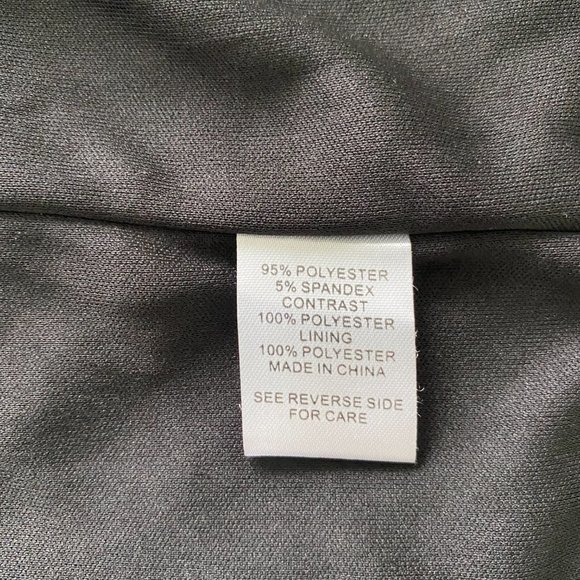 95% POLYESTER
5% SPANDEX
CONTRAST
100% POLYESTER
LINING
100% POLYESTER
MADE IN CHINA
SEE REVERSE SIDE
FOR CARE